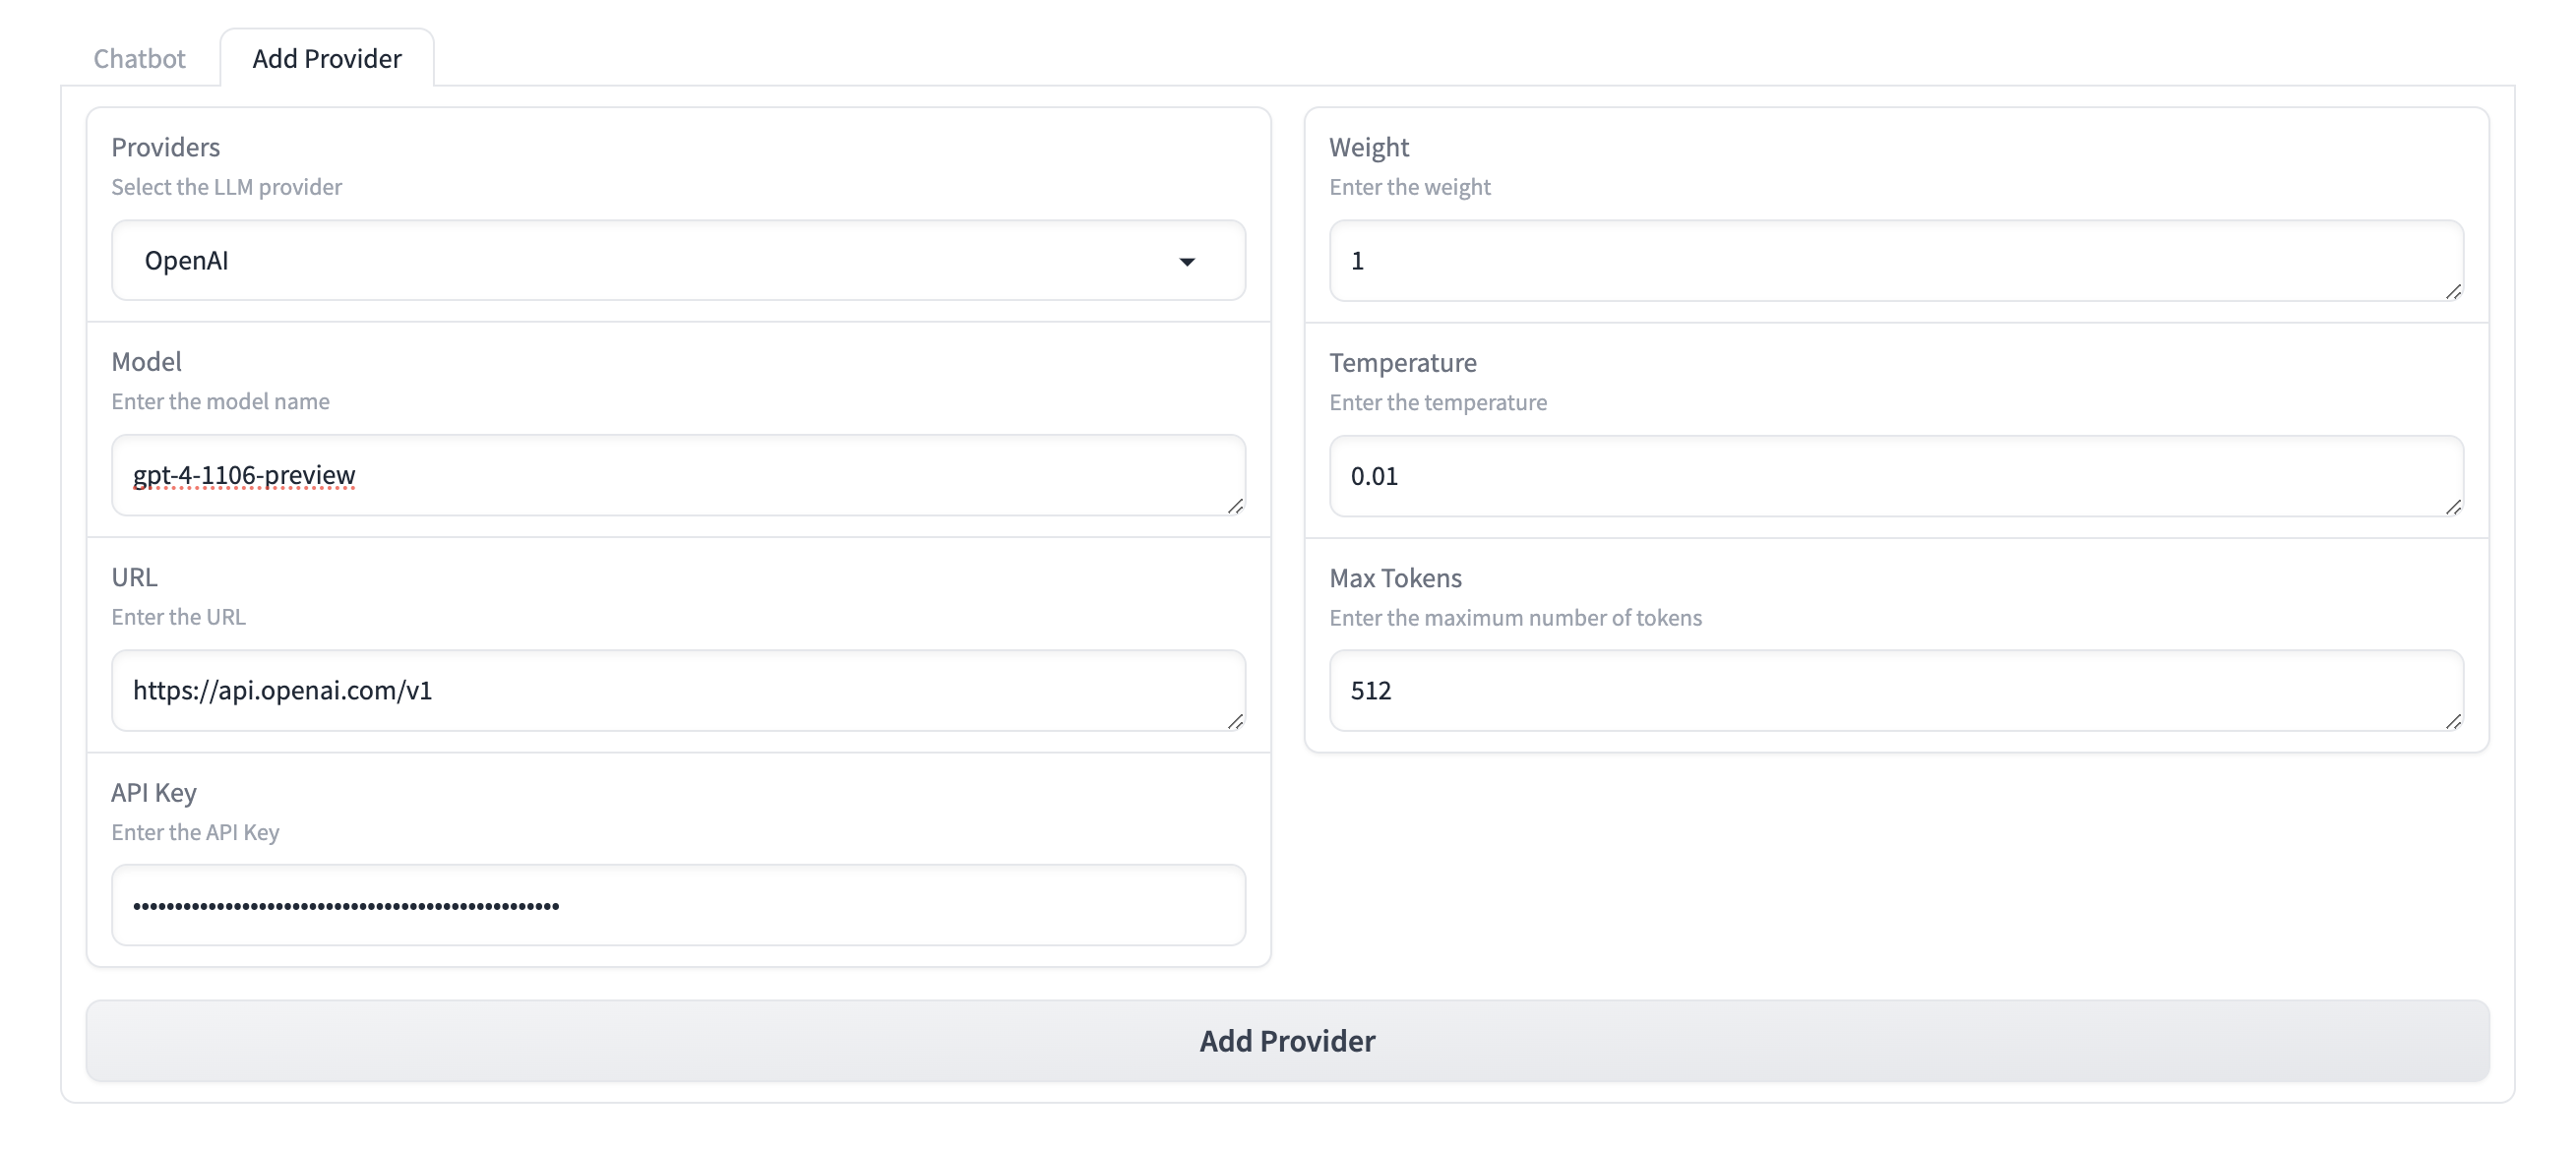 Chatbot
Add Provider
Providers
Select the LLM provider
OpenAI
Model
Enter the model name
gpt-4-1106-preview
URL
Enter the URL
https://api.openai.com/v1
API Key
Enter the API Key
Weight
Enter the weight
1
Temperature
Enter the temperature
0.01
Max Tokens
Enter the maximum number of tokens
512
Add Provider